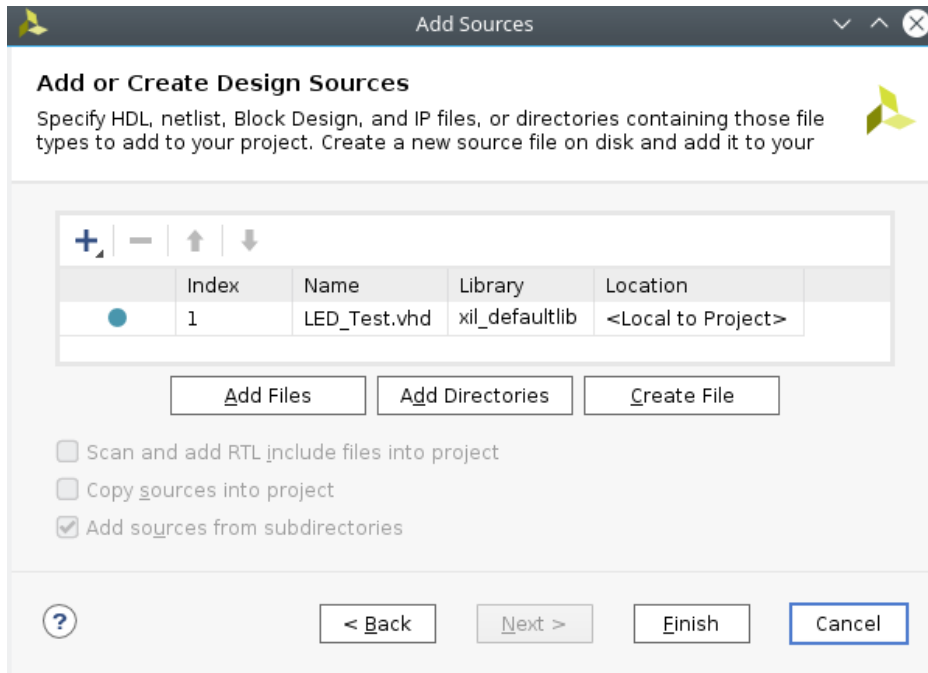 Add Sources
Add or Create Design Sources
Specify HDL, netlist, Block Design, and IP files, or directories containing those file
types to add to your project. Create a new source file on disk and add it to your
Index Name Library Location
1 LED_Test.vhd xil_defaultlib <Local to Project>
Add Files Add Directories Create File
Scan and add RTL include files into project
Copy sources into project
Add sources from subdirectories
? < Back Next > Finish Cancel